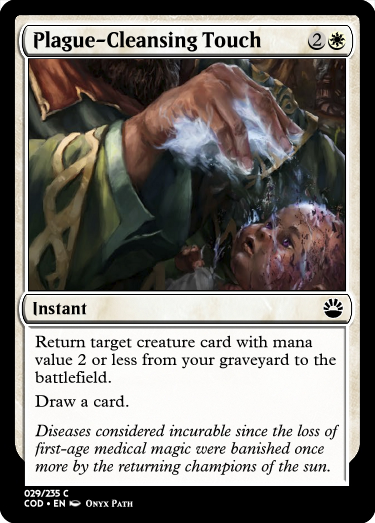 Plague-Cleansing Touch 2
Instant
Return target creature card with mana
value 2 or less from your graveyard to the
battlefield.
Draw a card.
Diseases considered incurable since the loss of
first-age medical magic were banished once
more by the returning champions of the sun.
029/235 C
COD • EN Onyx Path